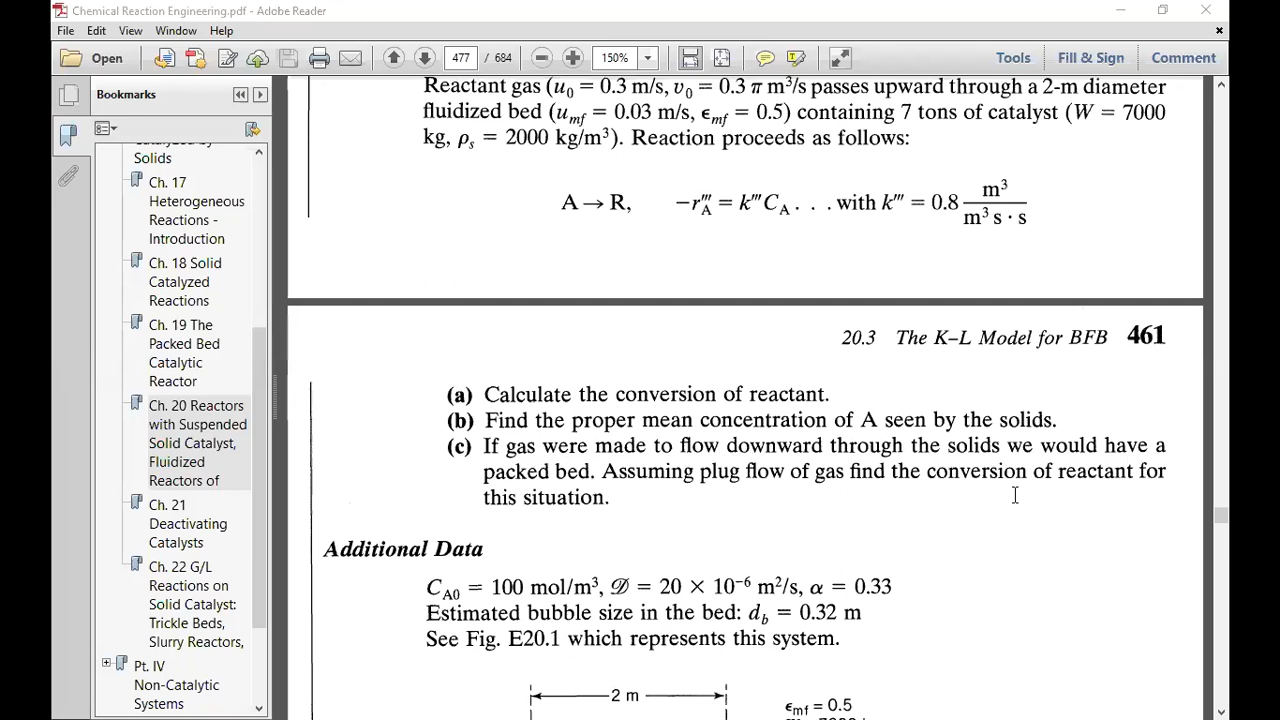 Chemical Reaction Engineering.pdf - Adobe Reader
File Edit View Window Help
Open 477 / 684 150% Tools Fill & Sign Comment
Bookmarks
Catalyzed by
Solids
Ch. 17
Heterogeneous
Reactions -
Introduction
Ch. 18 Solid
Catalyzed
Reactions
Ch. 19 The
Packed Bed
Catalytic
Reactor
Ch. 20 Reactors
with Suspended
Solid Catalyst,
Fluidized
Reactors of
Ch. 21
Deactivating
Catalysts
Ch. 22 G/L
Reactions on
Solid Catalyst:
Trickle Beds,
Slurry Reactors,
Pt. IV
Non-Catalytic
Systems
Reactant gas (u₀ = 0.3 m/s, v₀ = 0.3 π m³/s passes upward through a 2-m diameter
fluidized bed (u_mf = 0.03 m/s, ϵ_mf = 0.5) containing 7 tons of catalyst (W = 7000
kg, ρ_s = 2000 kg/m³). Reaction proceeds as follows:
A → R, −r‴_A = k‴C_A . . . with k‴ = 0.8 m³ / m³ s · s
20.3 The K–L Model for BFB 461
(a) Calculate the conversion of reactant.
(b) Find the proper mean concentration of A seen by the solids.
(c) If gas were made to flow downward through the solids we would have a
packed bed. Assuming plug flow of gas find the conversion of reactant for
this situation.
Additional Data
C_A0 = 100 mol/m³, 𝒟 = 20 × 10⁻⁶ m²/s, α = 0.33
Estimated bubble size in the bed: d_b = 0.32 m
See Fig. E20.1 which represents this system.
2 m
ϵ_mf = 0.5